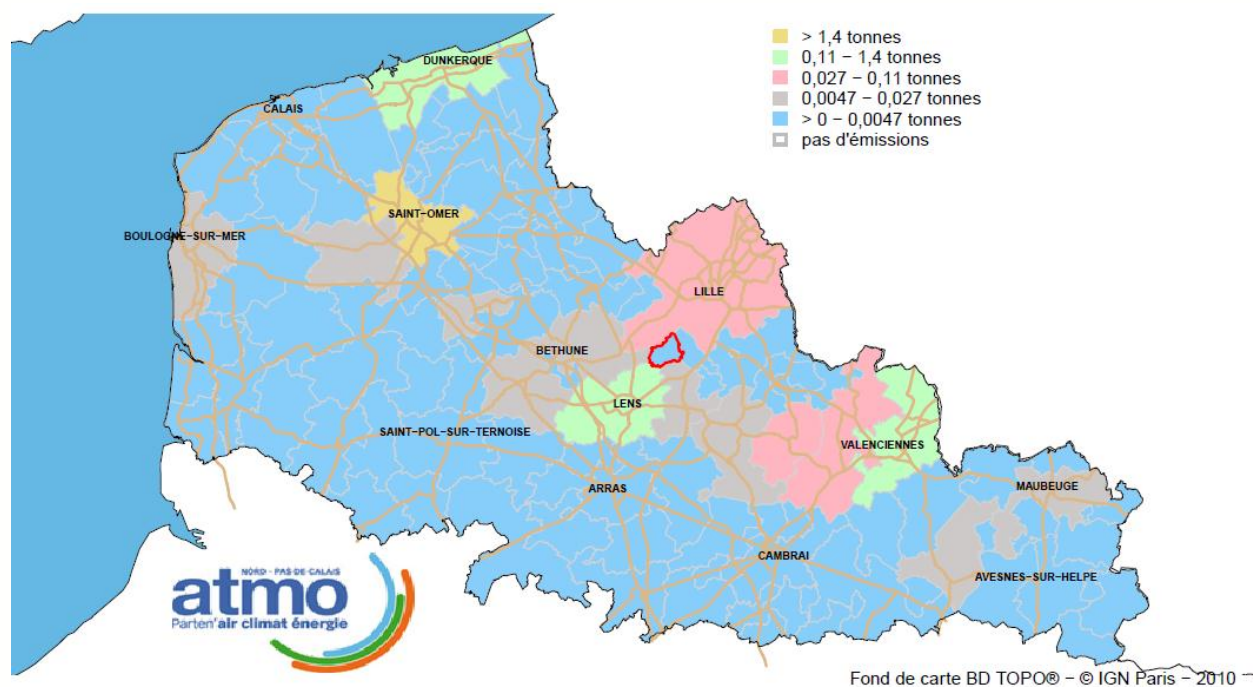 > 1,4 tonnes
0,11 − 1,4 tonnes
0,027 − 0,11 tonnes
0,0047 − 0,027 tonnes
> 0 − 0,0047 tonnes
pas d'émissions
DUNKERQUE
CALAIS
SAINT−OMER
BOULOGNE−SUR−MER
LILLE
BETHUNE
LENS
SAINT−POL−SUR−TERNOISE
VALENCIENNES
ARRAS
MAUBEUGE
CAMBRAI
AVESNES−SUR−HELPE
NORD - PAS-DE-CALAIS
atmo
Parten'air climat énergie
Fond de carte BD TOPO® − © IGN Paris − 2010